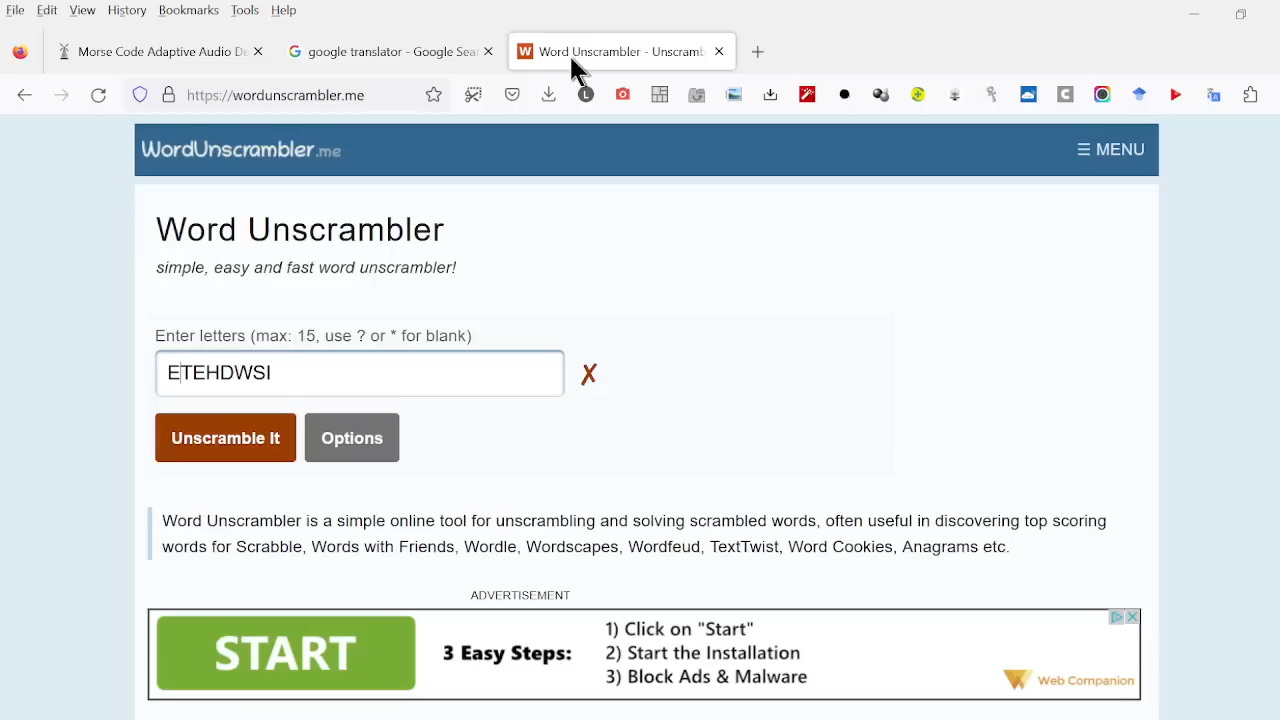 File Edit View History Bookmarks Tools Help
Morse Code Adaptive Audio De
google translator - Google Sear
W Word Unscrambler - Unscramb
https://wordunscrambler.me
WordUnscrambler.me
☰ MENU
Word Unscrambler
simple, easy and fast word unscrambler!
Enter letters (max: 15, use ? or * for blank)
ETEHDWSI
✗
Unscramble It Options
Word Unscrambler is a simple online tool for unscrambling and solving scrambled words, often useful in discovering top scoring
words for Scrabble, Words with Friends, Wordle, Wordscapes, Wordfeud, TextTwist, Word Cookies, Anagrams etc.
ADVERTISEMENT
START
3 Easy Steps:
1) Click on "Start"
2) Start the Installation
3) Block Ads & Malware
Web Companion